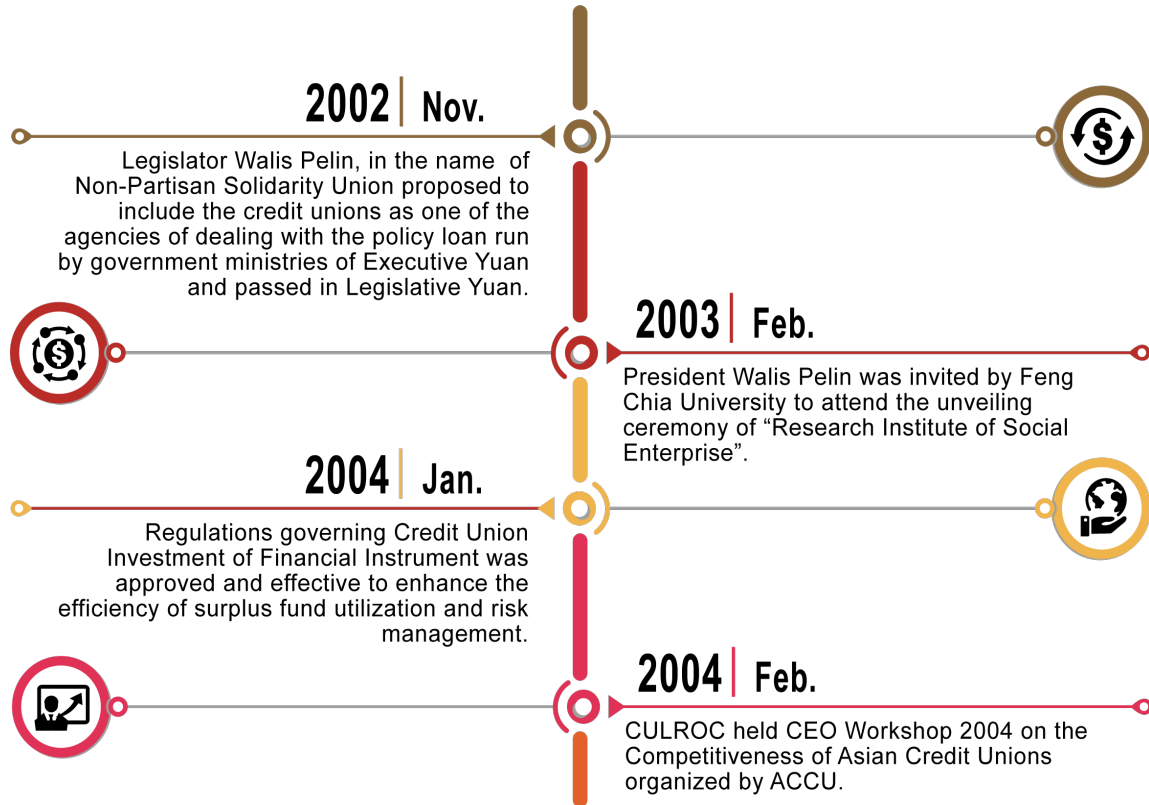 2002 Nov.
Legislator Walis Pelin, in the name of
Non-Partisan Solidarity Union proposed to
include the credit unions as one of the
agencies of dealing with the policy loan run
by government ministries of Executive Yuan
and passed in Legislative Yuan.
2003 Feb.
President Walis Pelin was invited by Feng
Chia University to attend the unveiling
ceremony of “Research Institute of Social
Enterprise”.
2004 Jan.
Regulations governing Credit Union
Investment of Financial Instrument was
approved and effective to enhance the
efficiency of surplus fund utilization and risk
management.
2004 Feb.
CULROC held CEO Workshop 2004 on the
Competitiveness of Asian Credit Unions
organized by ACCU.